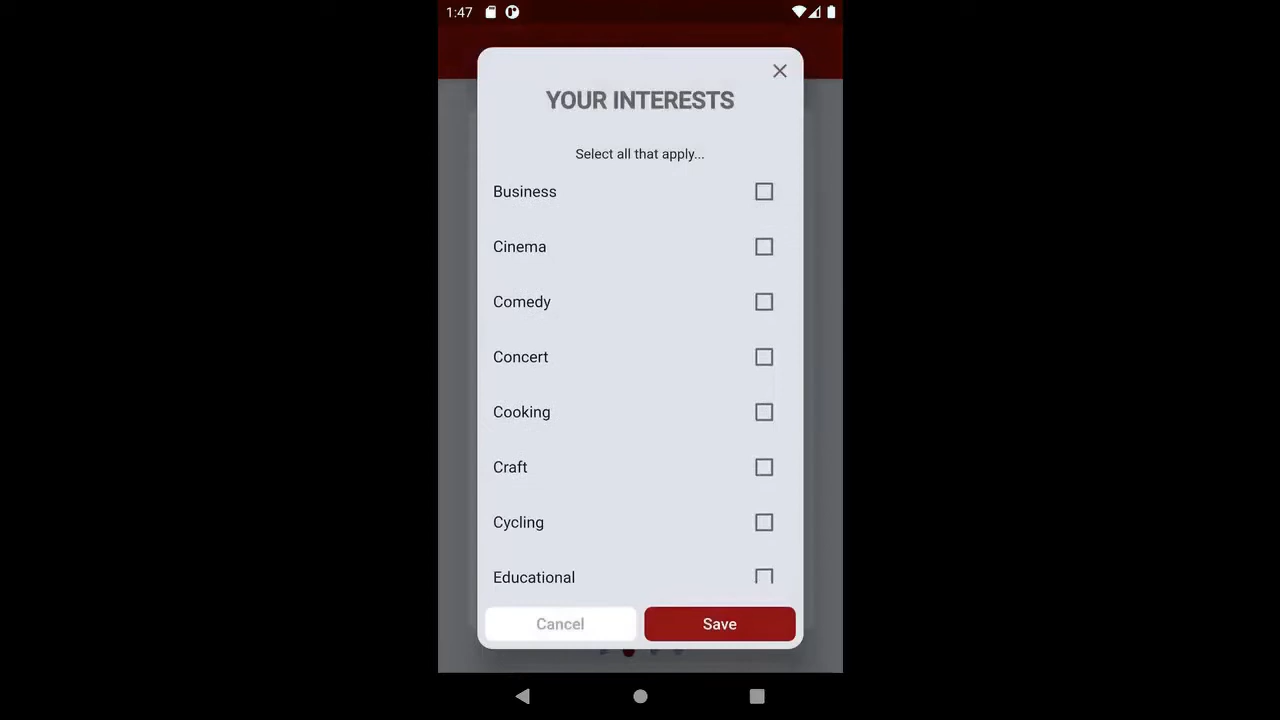 1:47
YOUR INTERESTS
Select all that apply...
Business
Cinema
Comedy
Concert
Cooking
Craft
Cycling
Educational
Cancel Save